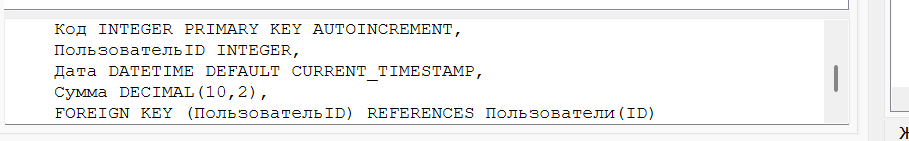 Код INTEGER PRIMARY KEY AUTOINCREMENT,
ПользовательID INTEGER,
Дата DATETIME DEFAULT CURRENT_TIMESTAMP,
Сумма DECIMAL(10,2),
FOREIGN KEY (ПользовательID) REFERENCES Пользователи(ID)